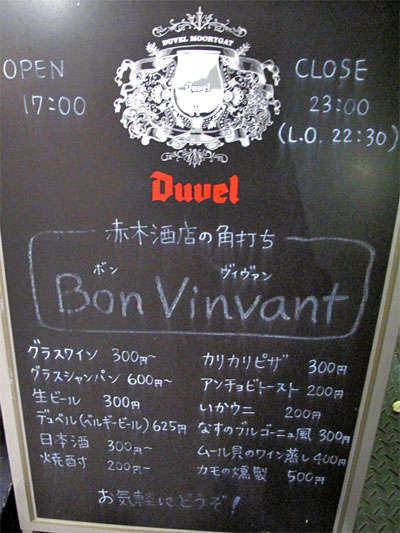 DUVEL MOORTGAT
Duvel
OPEN
17:00
CLOSE
23:00
(L.O. 22:30)
Duvel
赤木酒店の角打ち
ボン ヴィヴァン
Bon Vinvant
グラスワイン 300円~
グラスシャンパン 600円~
生ビール 300円
デュベル(ベルギービール) 625円
日本酒 300円~
焼酎 200円~
カリカリピザ 300円
アンチョビトースト 200円
いかウニ 200円
なすのブルゴーニュ風 300円
ムール貝のワイン蒸し 400円
カモの燻製 500円
お気軽にどうぞ!